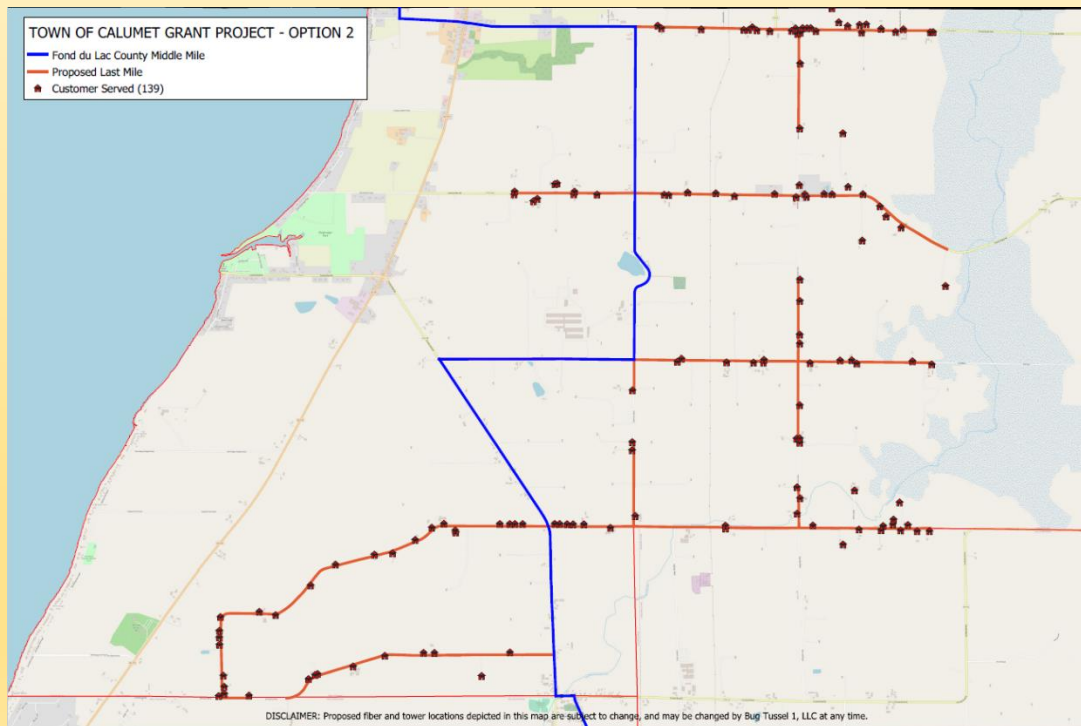 TOWN OF CALUMET GRANT PROJECT - OPTION 2
Fond du Lac County Middle Mile
Proposed Last Mile
Customer Served (139)
DISCLAIMER: Proposed fiber and tower locations depicted in this map are subject to change, and may be changed by Bug Tussel 1, LLC at any time.